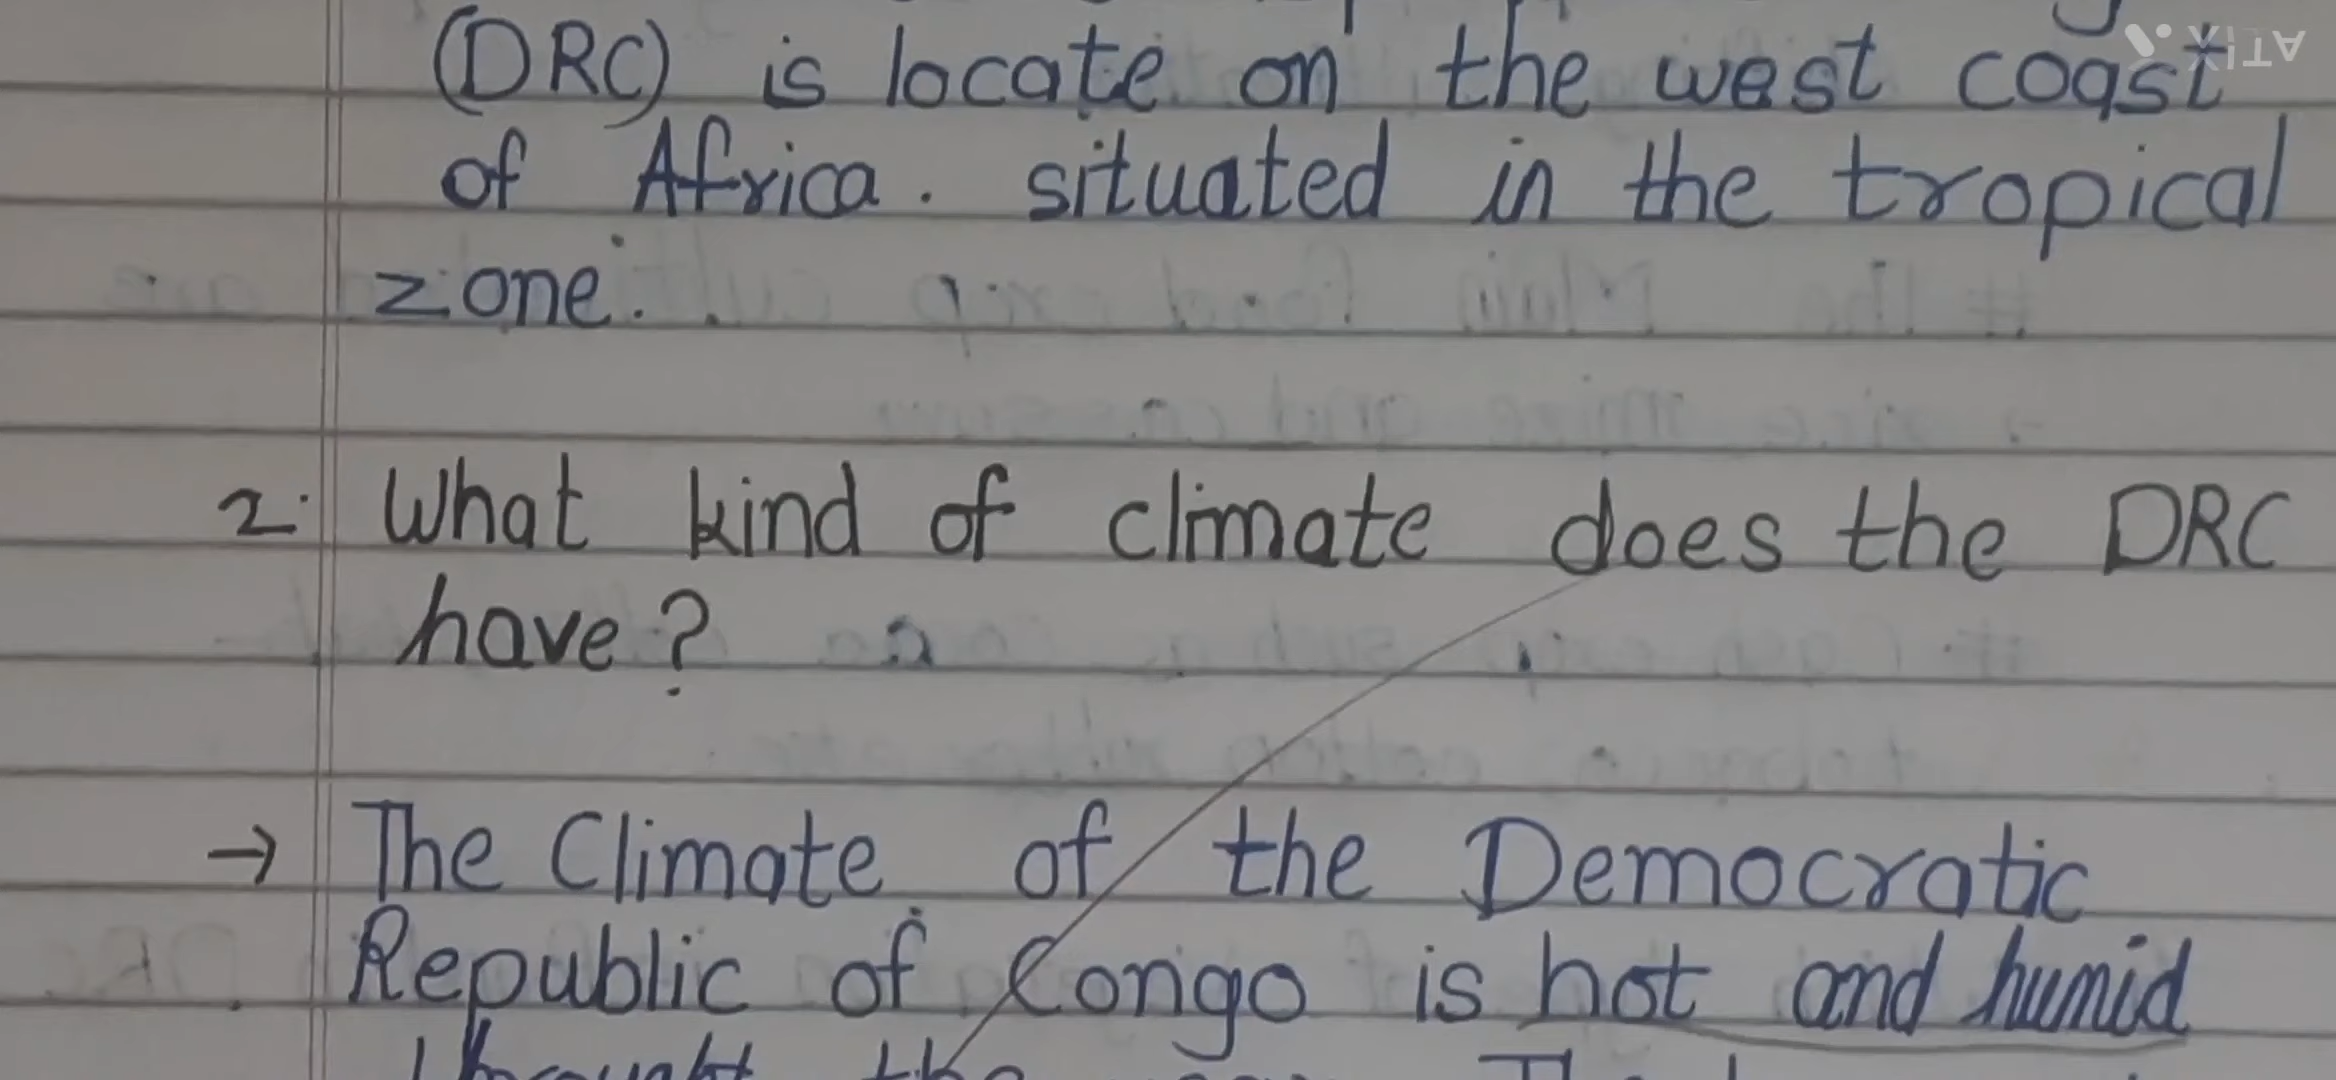 (DRC) is locate on the west coast
of Africa. situated in the tropical
zone.
2. What kind of climate does the DRC
have?
→ The Climate of the Democratic
Republic of Congo is hot and humid